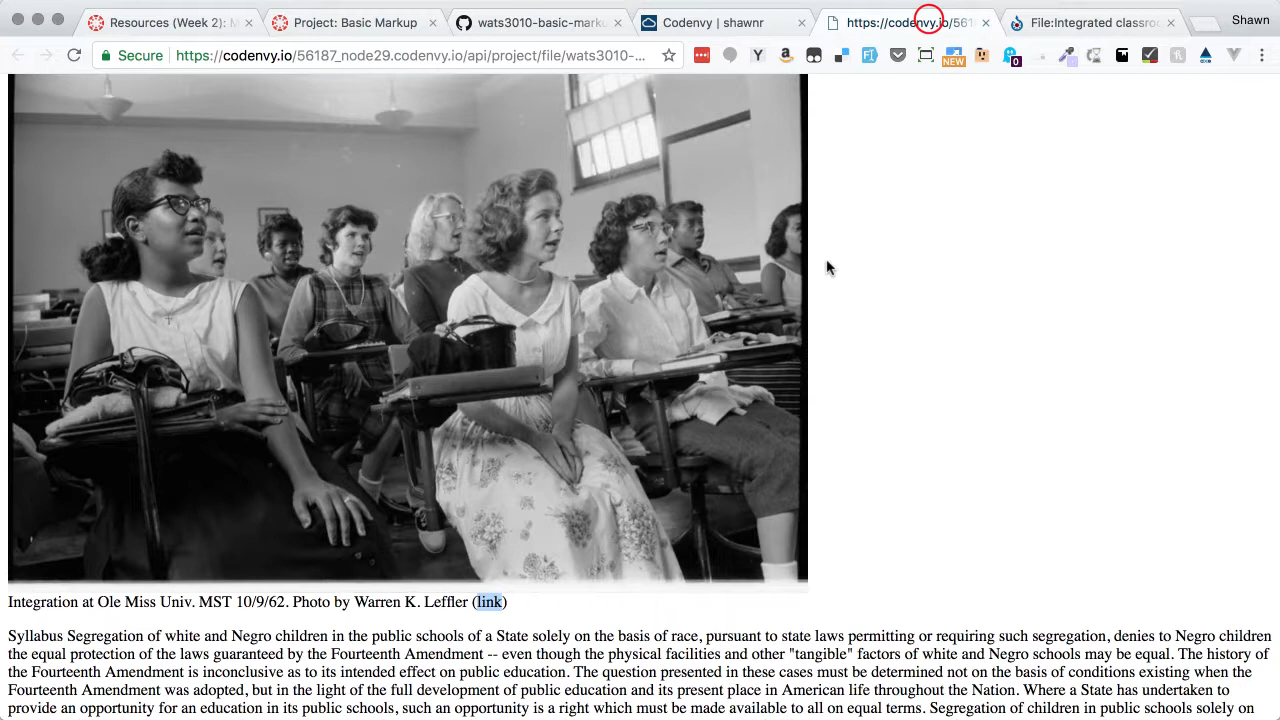 Resources (Week 2): M
Project: Basic Markup
wats3010-basic-marku
Codenvy | shawnr
https://codenvy.io/561
File:Integrated classroo
Shawn
Secure
https://codenvy.io/56187_node29.codenvy.io/api/project/file/wats3010-...
NEW
0
Integration at Ole Miss Univ. MST 10/9/62. Photo by Warren K. Leffler (link)
Syllabus Segregation of white and Negro children in the public schools of a State solely on the basis of race, pursuant to state laws permitting or requiring such segregation, denies to Negro children
the equal protection of the laws guaranteed by the Fourteenth Amendment -- even though the physical facilities and other "tangible" factors of white and Negro schools may be equal. The history of
the Fourteenth Amendment is inconclusive as to its intended effect on public education. The question presented in these cases must be determined not on the basis of conditions existing when the
Fourteenth Amendment was adopted, but in the light of the full development of public education and its present place in American life throughout the Nation. Where a State has undertaken to
provide an opportunity for an education in its public schools, such an opportunity is a right which must be made available to all on equal terms. Segregation of children in public schools solely on